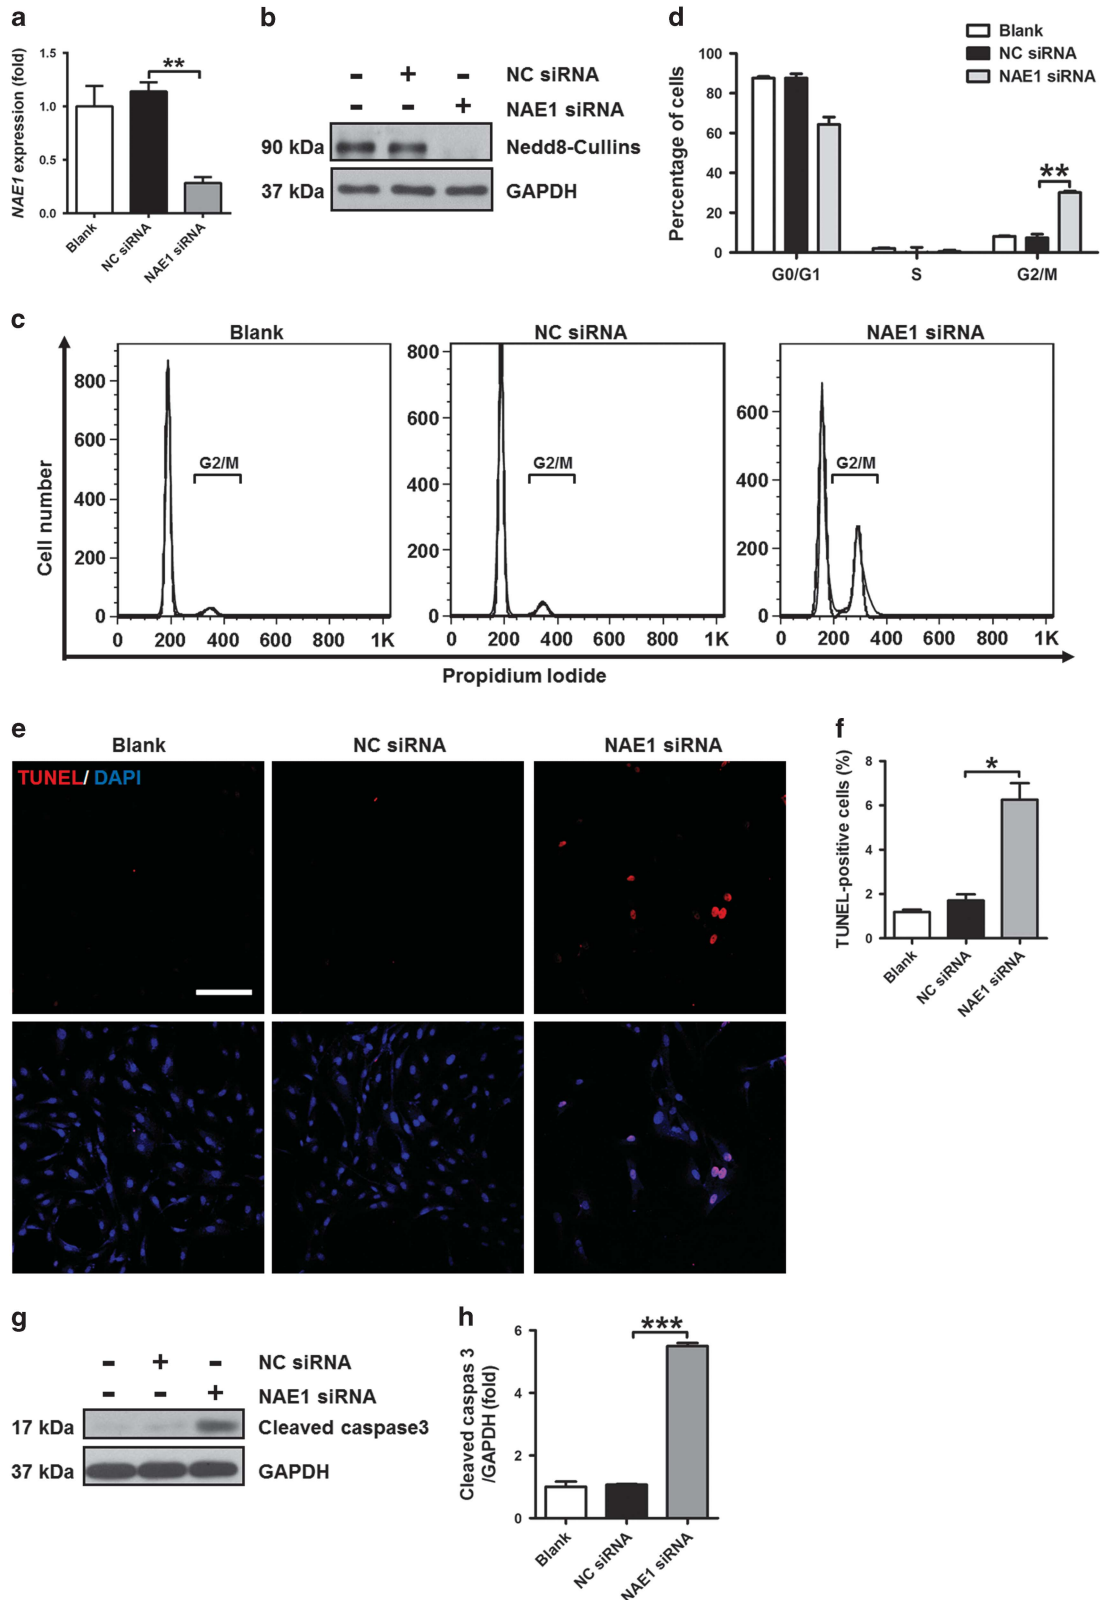 a
NAE1 expression (fold)
1.5
1.0
0.5
0.0
Blank
NC siRNA
NAE1 siRNA
**
b
- + - NC siRNA
- - + NAE1 siRNA
90 kDa Nedd8-Cullins
37 kDa GAPDH
d
Blank
NC siRNA
NAE1 siRNA
Percentage of cells
100
80
60
40
20
0
**
G0/G1 S G2/M
c
Blank NC siRNA NAE1 siRNA
Cell number
800
600
400
200
0
G2/M
0 200 400 600 800 1K
800
600
400
200
0
G2/M
0 200 400 600 800 1K
600
400
200
0
G2/M
0 200 400 600 800 1K
Propidium Iodide
e
Blank NC siRNA NAE1 siRNA
TUNEL/ DAPI
f
TUNEL-positive cells (%)
8
6
4
2
0
*
Blank
NC siRNA
NAE1 siRNA
g
- + - NC siRNA
- - + NAE1 siRNA
17 kDa Cleaved caspase3
37 kDa GAPDH
h
Cleaved caspas 3
/GAPDH (fold)
6
4
2
0
***
Blank
NC siRNA
NAE1 siRNA